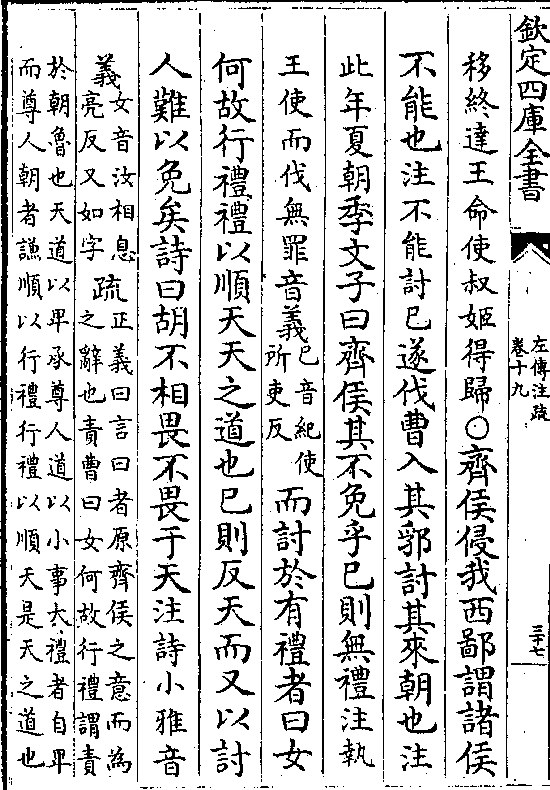 欽定四庫全書
左傳注疏
卷十九
三十七
移終達王命使叔姬得歸○齊侯侵我西鄙謂諸侯
不能也注不能討已遂伐曹入其郛討其來朝也注
此年夏朝季文子曰齊侯其不免乎已則無禮注執
王使而伐無罪音義已音紀使
所吏反而討於有禮者曰女
何故行禮禮以順天天之道也已則反天而又以討
人難以免矣詩曰胡不相畏不畏于天注詩小雅音
義女音汝相息
亮反又如字疏正義曰言曰者原齊侯之意而為
之辭也責曹曰女何故行禮謂責
於朝魯也天道以卑承尊人道以小事大禮者自卑
而尊人朝者謙順以行禮行禮以順天是天之道也